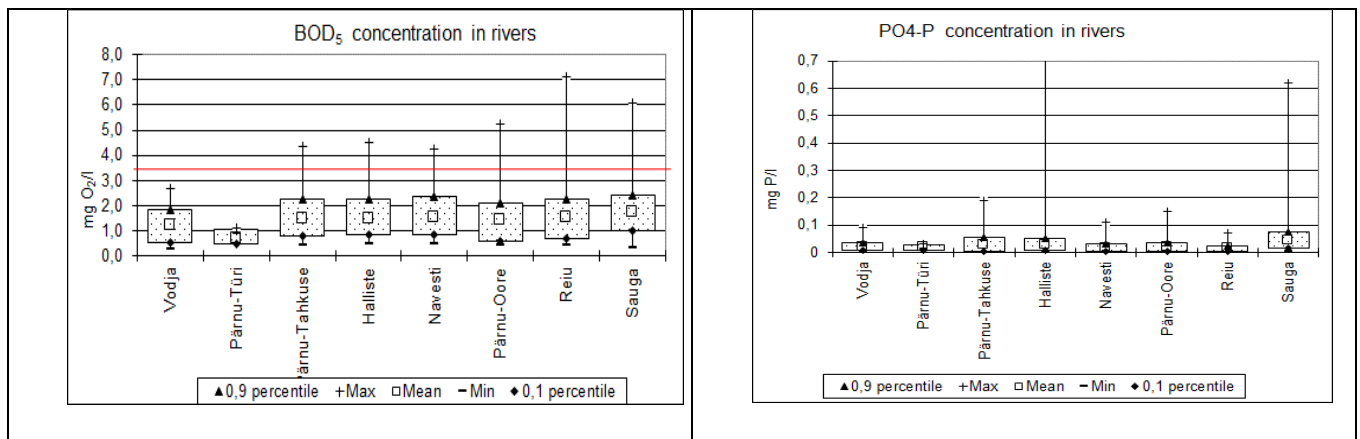 BOD₅ concentration in rivers
8,0
7,0
6,0
5,0
4,0
3,0
2,0
1,0
0,0
mg O₂/l
Vodja
Pärnu-Türi
Pärnu-Tahkuse
Halliste
Navesti
Pärnu-Oore
Reiu
Sauga
▲0,9 percentile +Max □Mean −Min ◆0,1 percentile
PO4-P concentration in rivers
0,7
0,6
0,5
0,4
0,3
0,2
0,1
0
mg P/l
Vodja
Pärnu-Türi
Pärnu-Tahkuse
Halliste
Navesti
Pärnu-Oore
Reiu
Sauga
▲0,9 percentile +Max □Mean −Min ◆0,1 percentile